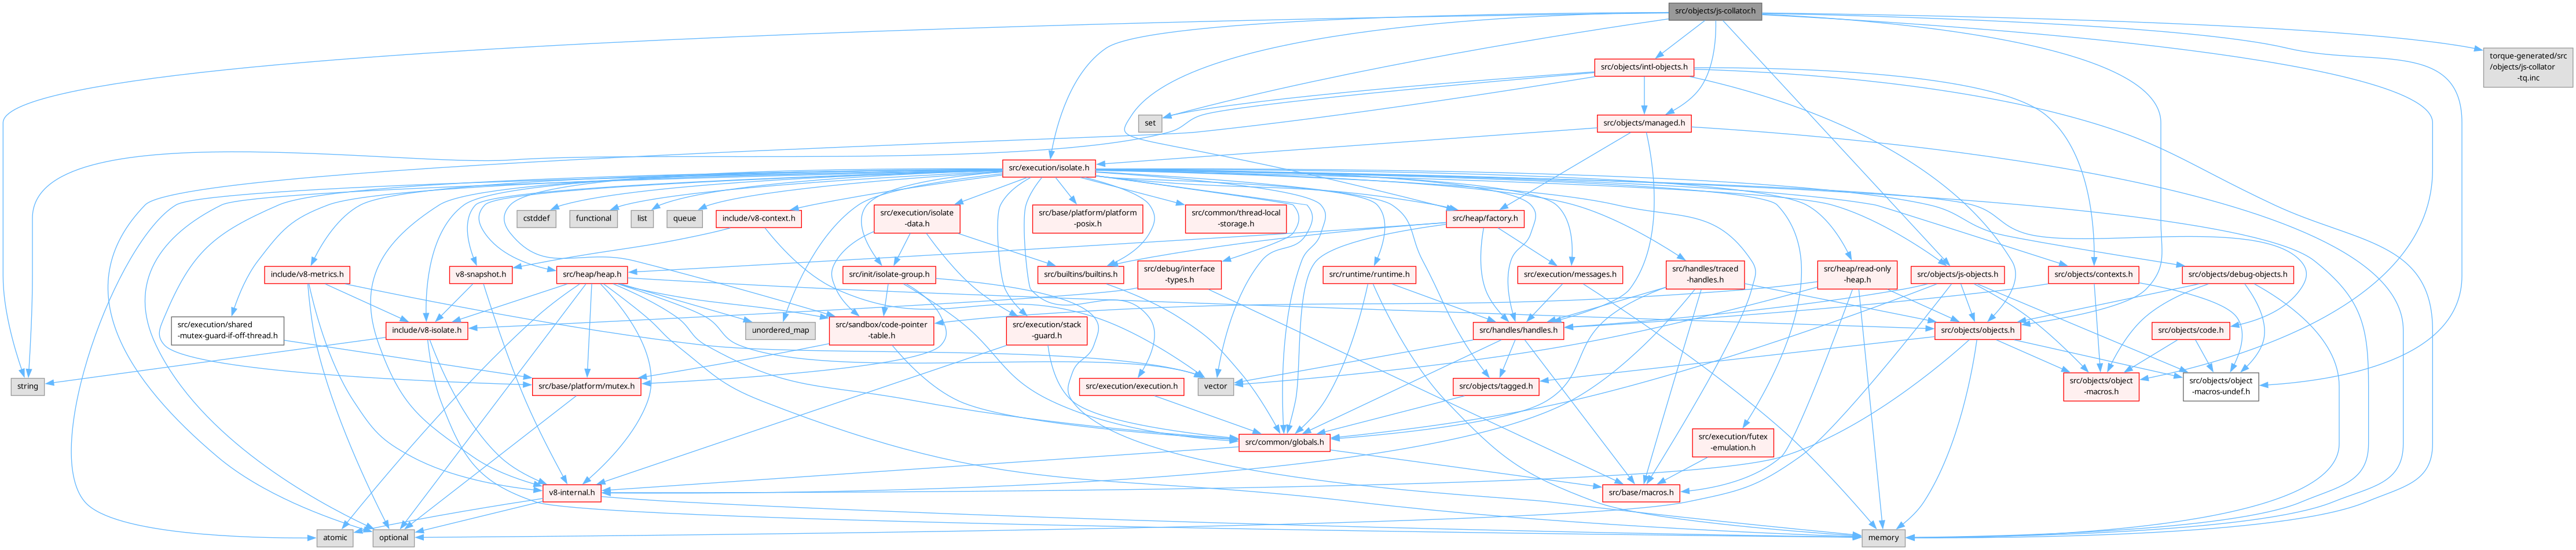 src/objects/js-collator.h
torque-generated/src
/objects/js-collator
-tq.inc
src/objects/intl-objects.h
set
src/objects/managed.h
src/execution/isolate.h
cstddef
functional
list
queue
include/v8-context.h
src/execution/isolate
-data.h
src/base/platform/platform
-posix.h
src/common/thread-local
-storage.h
src/heap/factory.h
include/v8-metrics.h
v8-snapshot.h
src/heap/heap.h
src/init/isolate-group.h
src/builtins/builtins.h
src/debug/interface
-types.h
src/runtime/runtime.h
src/execution/messages.h
src/handles/traced
-handles.h
src/heap/read-only
-heap.h
src/objects/js-objects.h
src/objects/contexts.h
src/objects/debug-objects.h
src/execution/shared
-mutex-guard-if-off-thread.h
include/v8-isolate.h
unordered_map
src/sandbox/code-pointer
-table.h
src/execution/stack
-guard.h
src/handles/handles.h
src/objects/objects.h
src/objects/code.h
string
src/base/platform/mutex.h
src/execution/execution.h
vector
src/objects/tagged.h
src/objects/object
-macros.h
src/objects/object
-macros-undef.h
src/common/globals.h
src/execution/futex
-emulation.h
v8-internal.h
src/base/macros.h
atomic
optional
memory